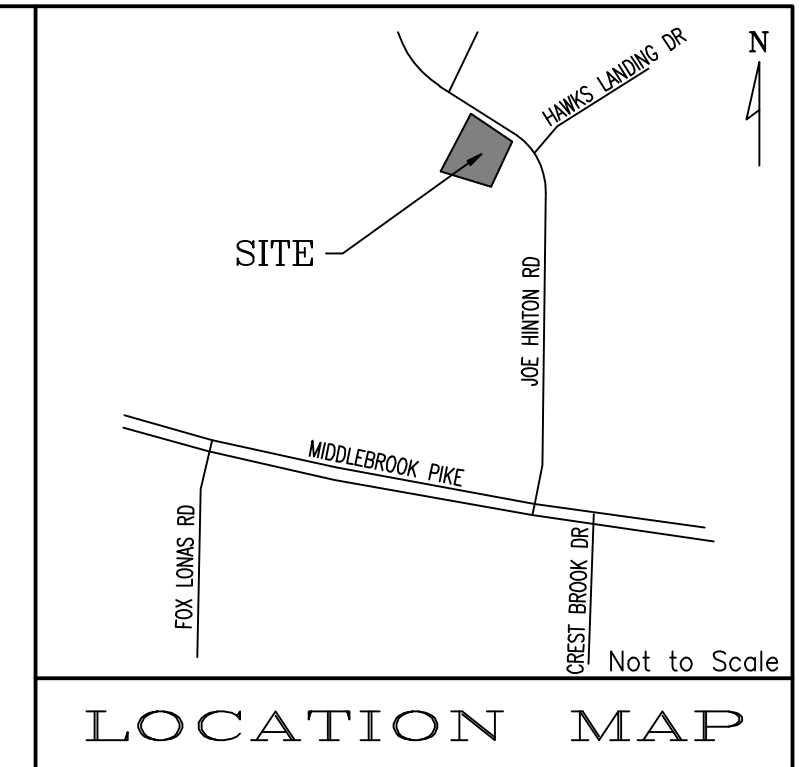 N
HAWKS LANDING DR
SITE
JOE HINTON RD
MIDDLEBROOK PIKE
FOX LONAS RD
CREST BROOK DR
Not to Scale
LOCATION MAP